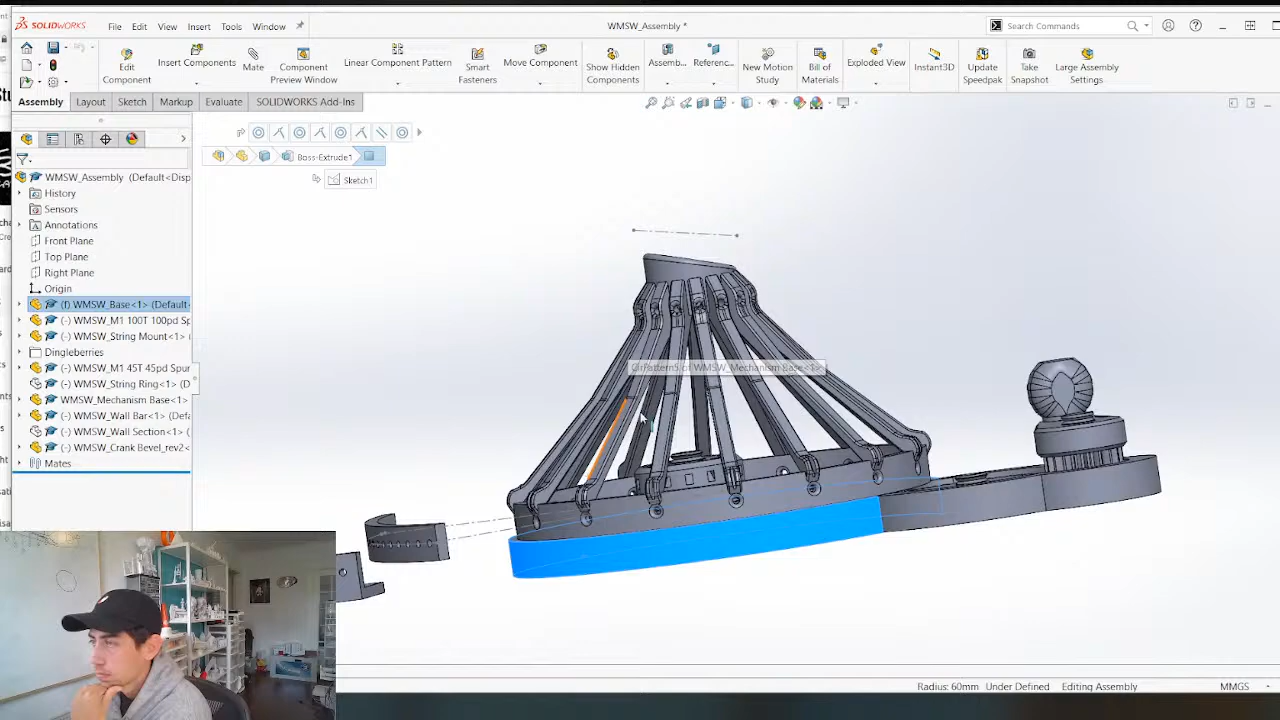 SOLIDWORKS File Edit View Insert Tools Window WMSW_Assembly * Search Commands
Edit Component
Insert Components
Mate
Component Preview Window
Linear Component Pattern
Smart Fasteners
Move Component
Show Hidden Components
Assemb...
Referenc...
New Motion Study
Bill of Materials
Exploded View
Instant3D
Update Speedpak
Take Snapshot
Large Assembly Settings
Assembly Layout Sketch Markup Evaluate SOLIDWORKS Add-Ins
Boss-Extrude1
Sketch1
WMSW_Assembly (Default<Disp
History
Sensors
Annotations
Front Plane
Top Plane
Right Plane
Origin
(f) WMSW_Base<1> (Default
(-) WMSW_M1 100T 100pd Sp
(-) WMSW_String Mount<1>
Dingleberries
(-) WMSW_M1 45T 45pd Spur
(-) WMSW_String Ring<1> (D
WMSW_Mechanism Base<1>
(-) WMSW_Wall Bar<1> (Defa
(-) WMSW_Wall Section<1> (
(-) WMSW_Crank Bevel_rev2<
Mates
CirPattern5 of WMSW_Mechanism Base<1>
Radius: 60mm Under Defined Editing Assembly MMGS